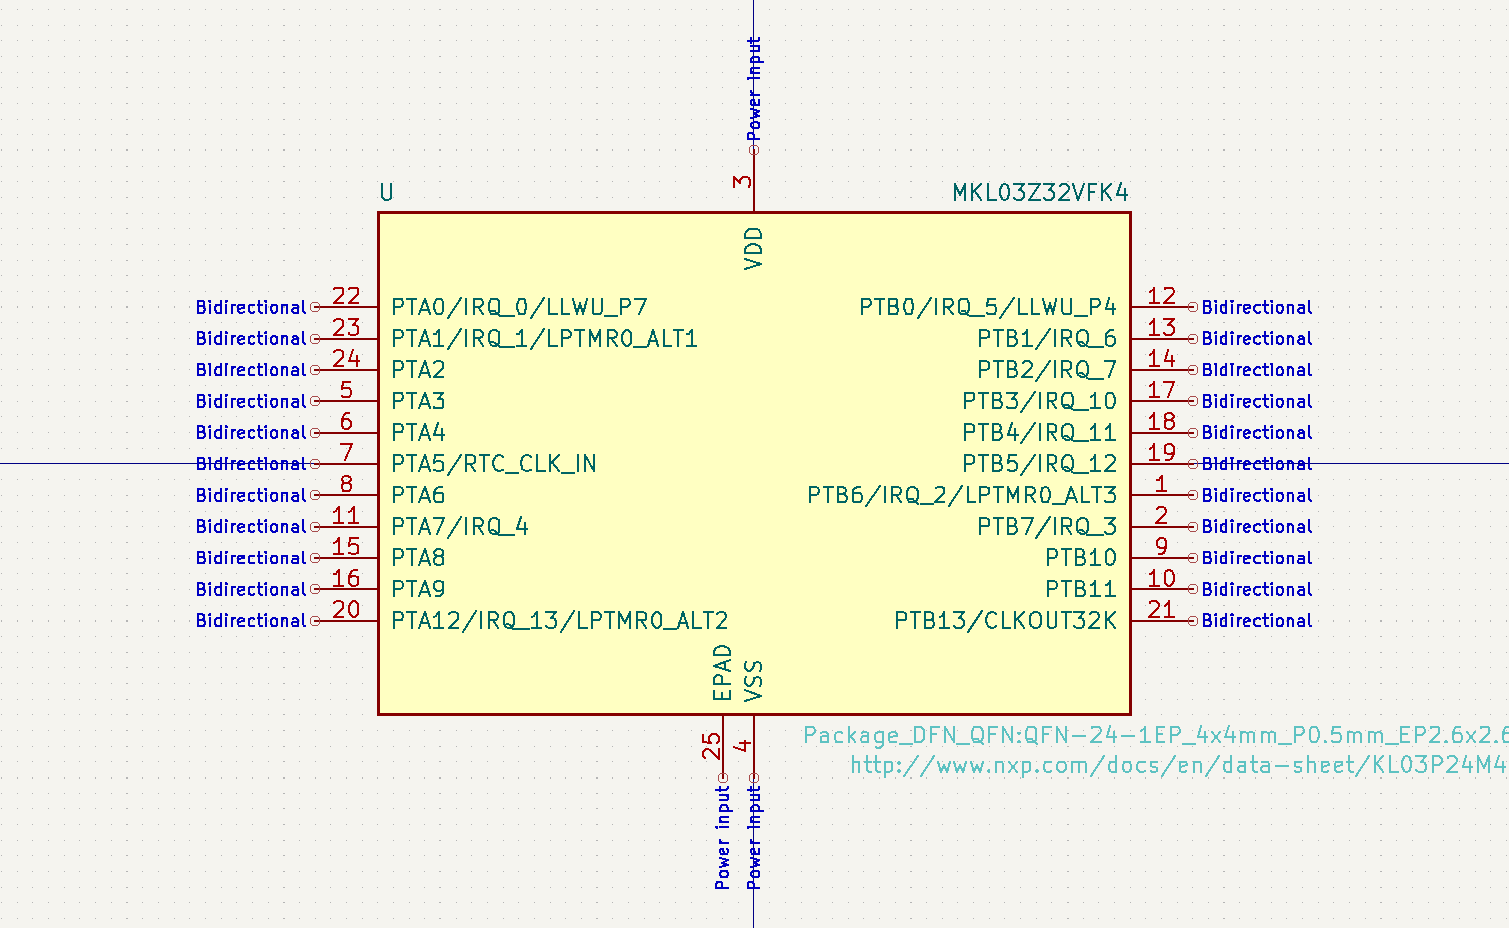 Power Input
3
U
MKL03Z32VFK4
VDD
Bidirectional 22 PTA0/IRQ_0/LLWU_P7 PTB0/IRQ_5/LLWU_P4 12 Bidirectional
Bidirectional 23 PTA1/IRQ_1/LPTMR0_ALT1 PTB1/IRQ_6 13 Bidirectional
Bidirectional 24 PTA2 PTB2/IRQ_7 14 Bidirectional
Bidirectional 5 PTA3 PTB3/IRQ_10 17 Bidirectional
Bidirectional 6 PTA4 PTB4/IRQ_11 18 Bidirectional
Bidirectional 7 PTA5/RTC_CLK_IN PTB5/IRQ_12 19 Bidirectional
Bidirectional 8 PTA6 PTB6/IRQ_2/LPTMR0_ALT3 1 Bidirectional
Bidirectional 11 PTA7/IRQ_4 PTB7/IRQ_3 2 Bidirectional
Bidirectional 15 PTA8 PTB10 9 Bidirectional
Bidirectional 16 PTA9 PTB11 10 Bidirectional
Bidirectional 20 PTA12/IRQ_13/LPTMR0_ALT2 PTB13/CLKOUT32K 21 Bidirectional
EPAD
VSS
25
4
Package_DFN_QFN:QFN-24-1EP_4x4mm_P0.5mm_EP2.6x2.6
http://www.nxp.com/docs/en/data-sheet/KL03P24M4
Power input
Power Input